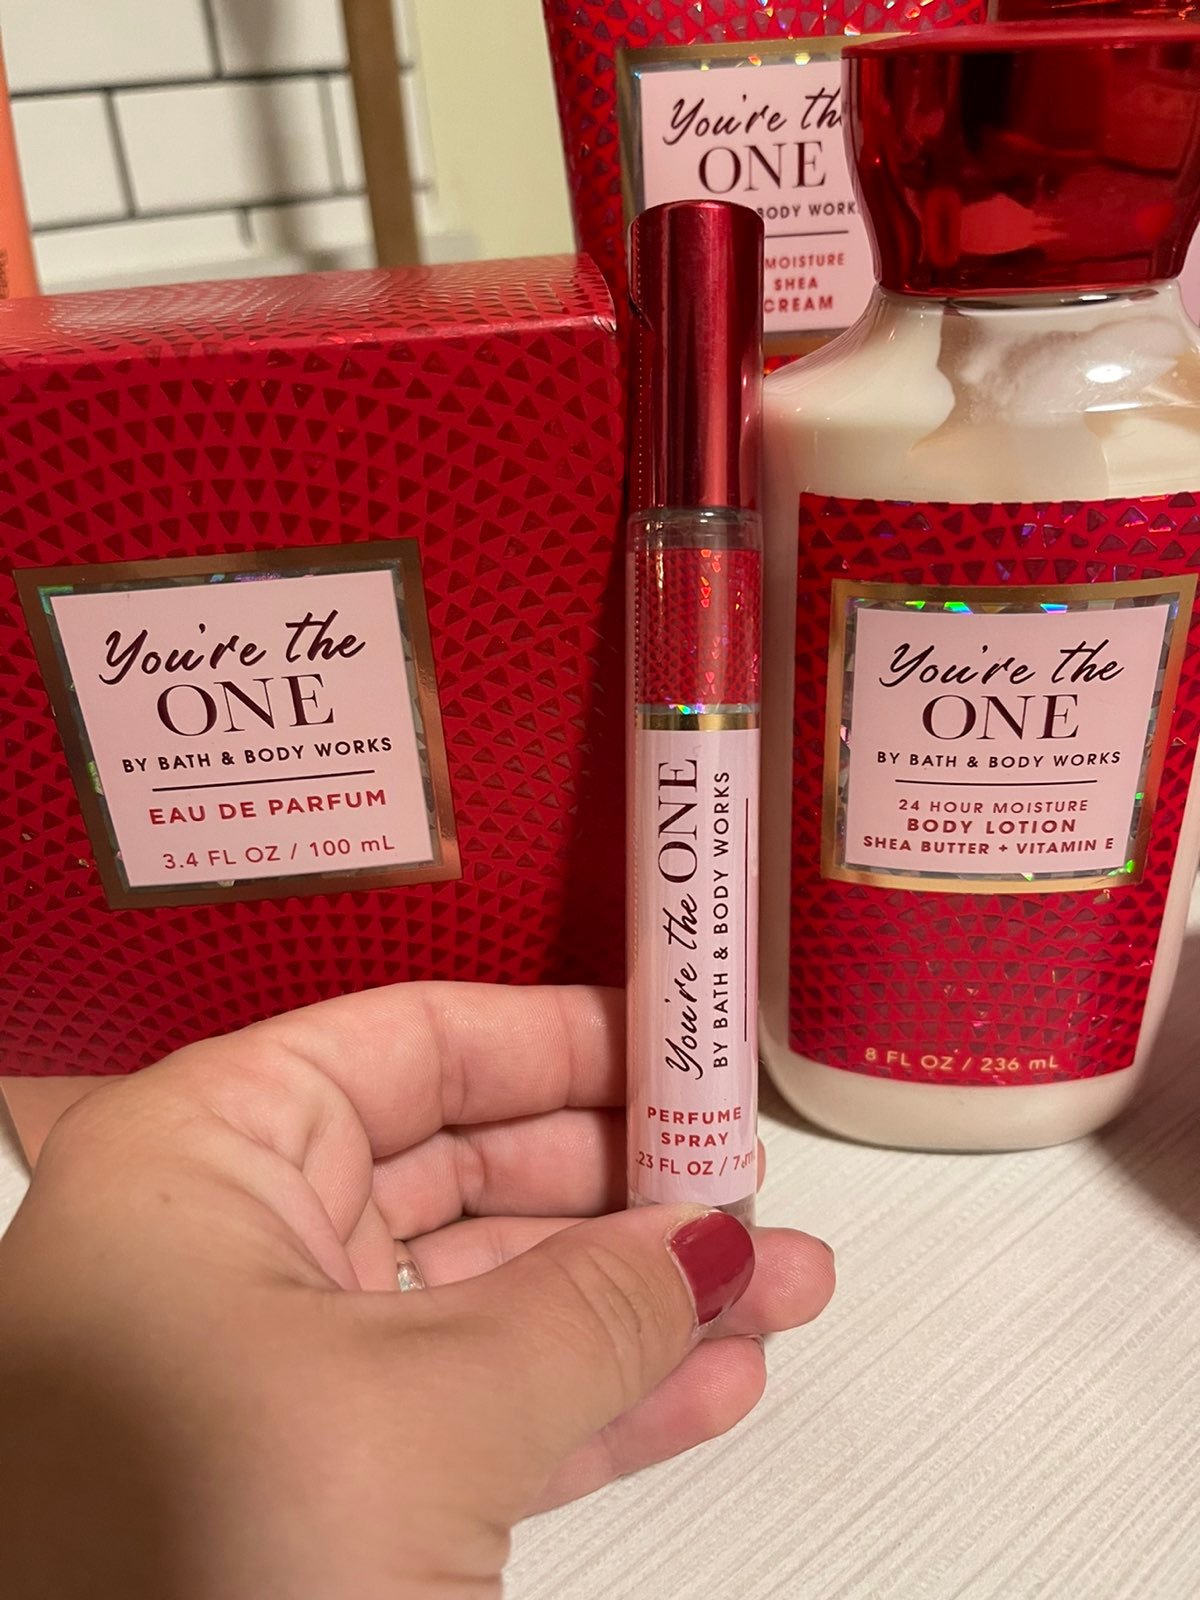 You're the
ONE
BY BATH & BODY WORKS
EAU DE PARFUM
3.4 FL OZ / 100 mL
You're the ONE
BY BATH & BODY WORKS
PERFUME
SPRAY
.23 FL OZ / 7
You're the
ONE
BODY WORK
MOISTURE
SHEA
CREAM
You're the
ONE
BY BATH & BODY WORKS
24 HOUR MOISTURE
BODY LOTION
SHEA BUTTER + VITAMIN E
8 FL OZ / 236 mL